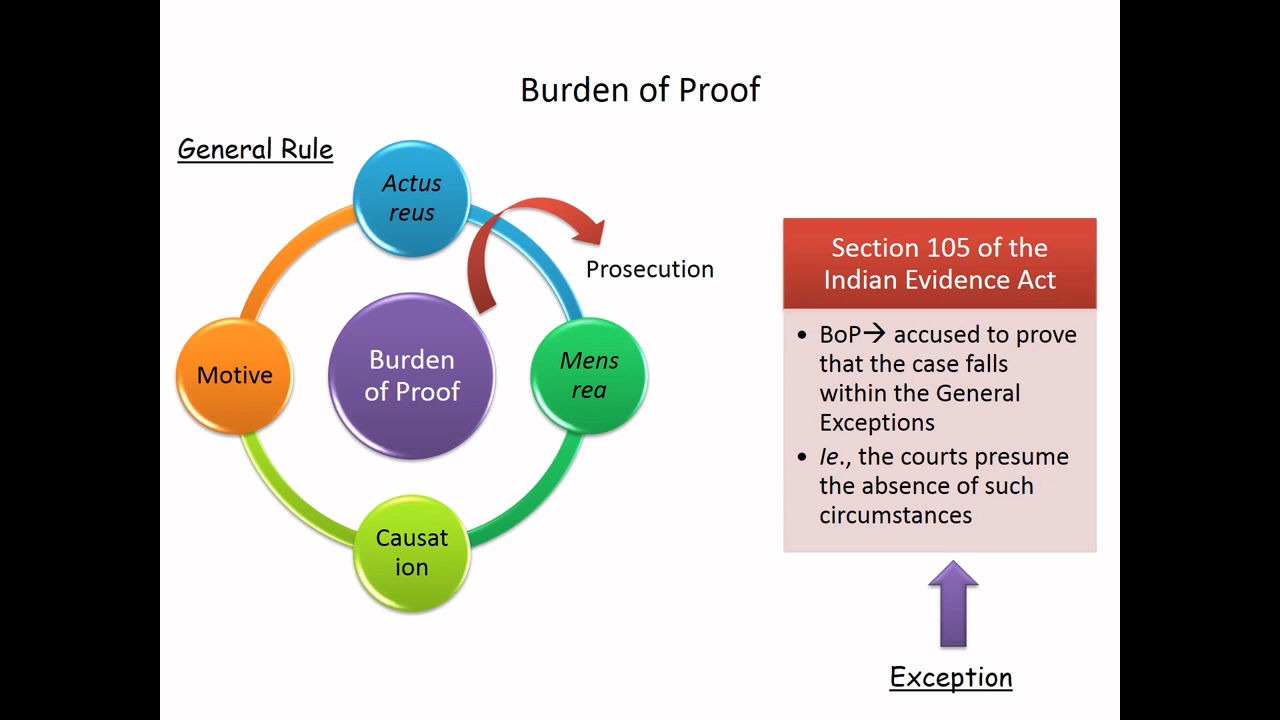 Burden of Proof
General Rule
Actus
reus
Prosecution
Motive
Burden
of Proof
Mens
rea
Causat
ion
Section 105 of the
Indian Evidence Act
• BoP→ accused to prove
that the case falls
within the General
Exceptions
• Ie., the courts presume
the absence of such
circumstances
Exception